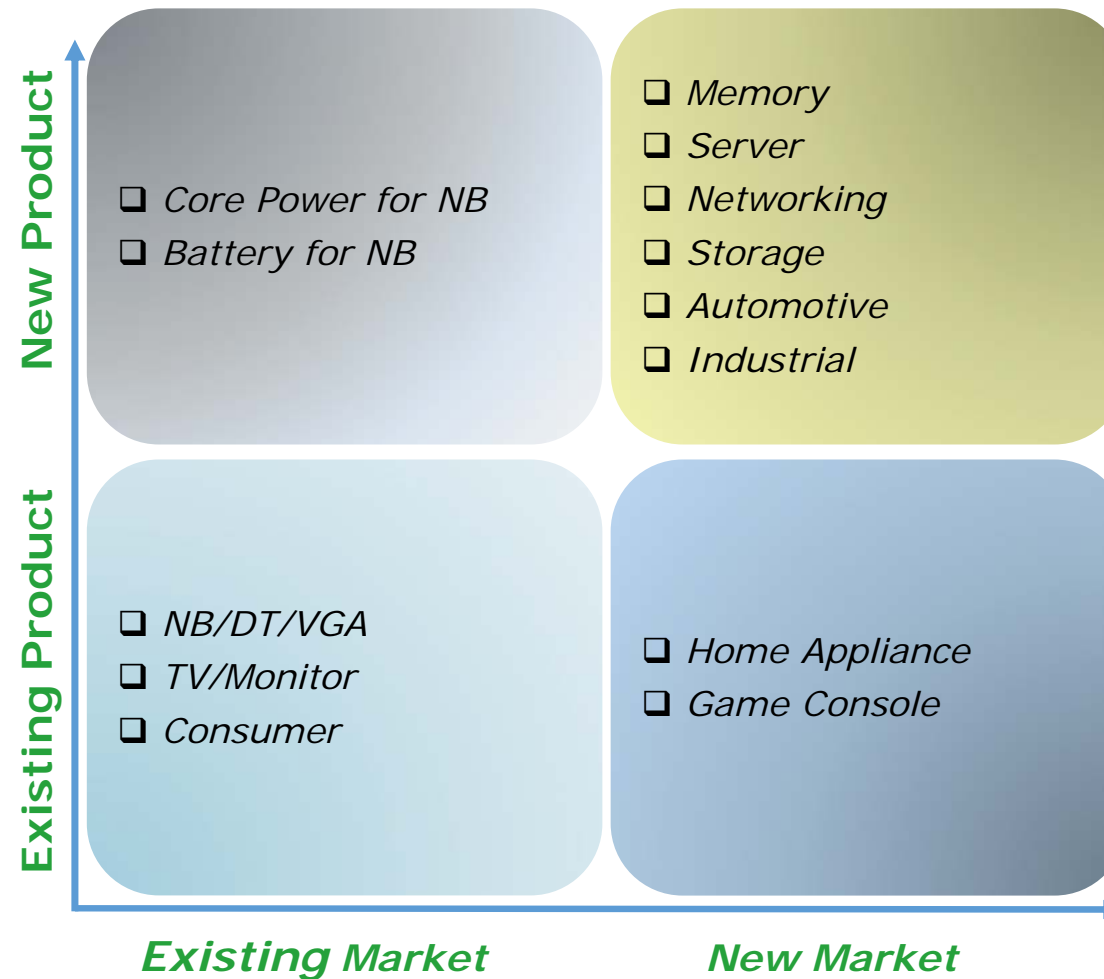 New Product
❑ Core Power for NB
❑ Battery for NB
❑ Memory
❑ Server
❑ Networking
❑ Storage
❑ Automotive
❑ Industrial
Existing Product
❑ NB/DT/VGA
❑ TV/Monitor
❑ Consumer
❑ Home Appliance
❑ Game Console
Existing Market
New Market